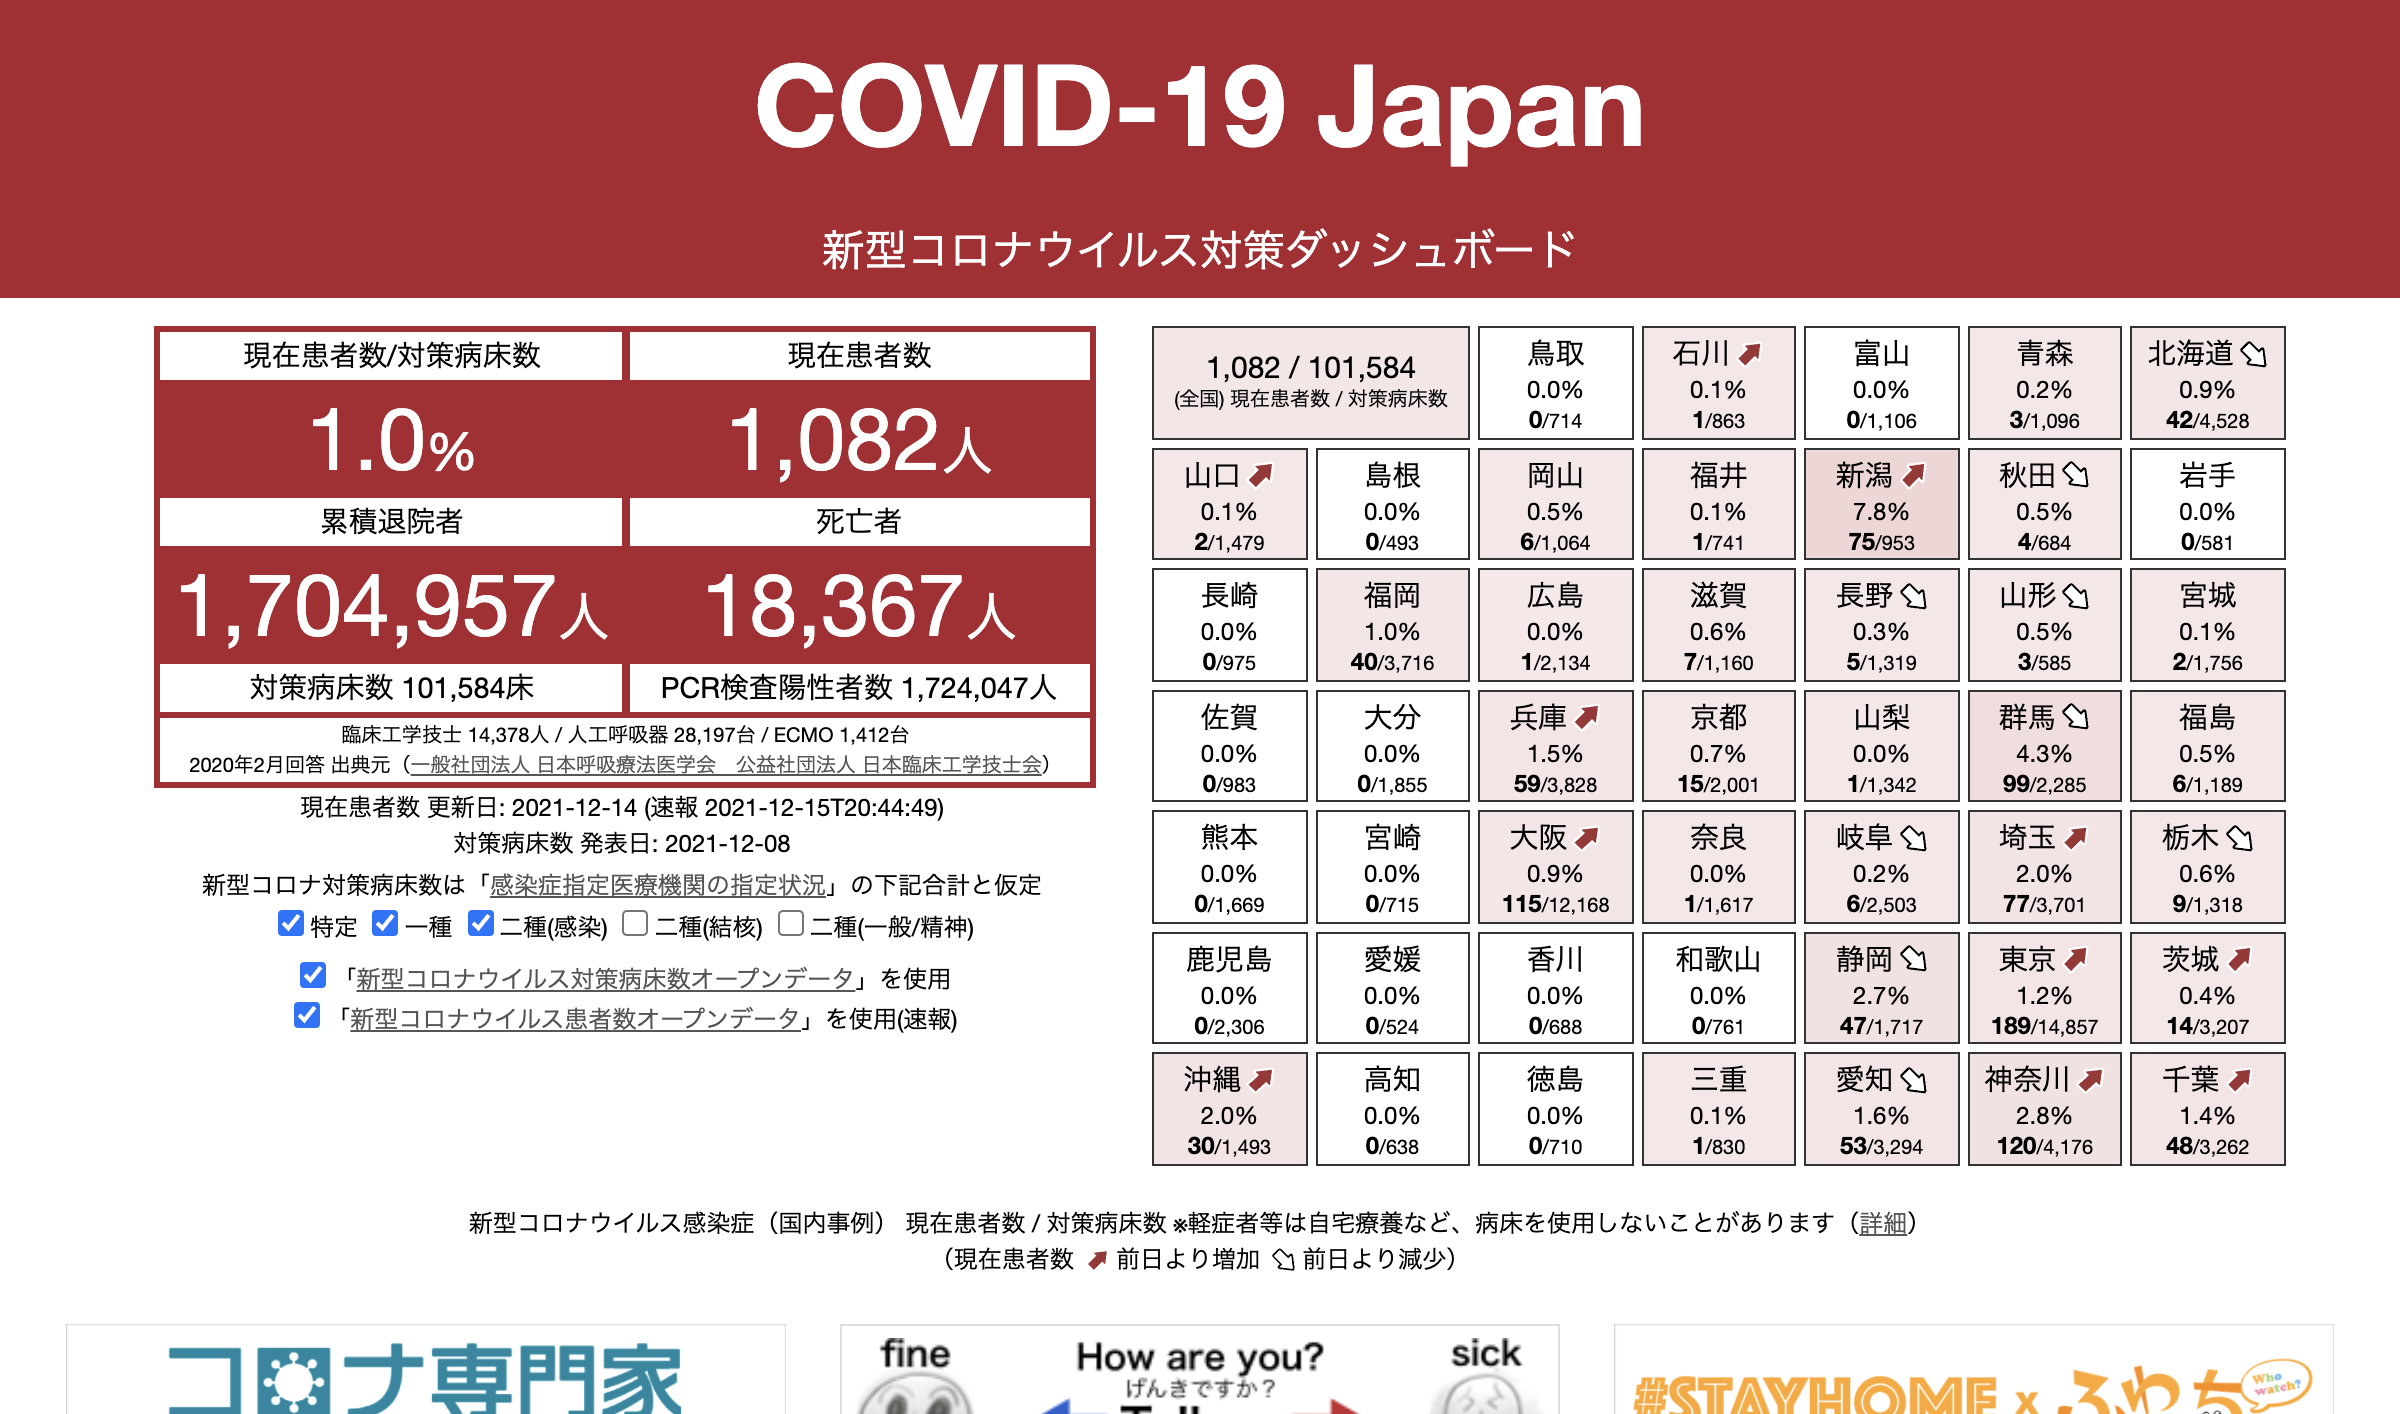 COVID-19 Japan
新型コロナウイルス対策ダッシュボード
現在患者数/対策病床数
現在患者数
1.0%
1,082人
累積退院者
死亡者
1,704,957人
18,367人
対策病床数 101,584床
PCR検査陽性者数 1,724,047人
臨床工学技士 14,378人 / 人工呼吸器 28,197台 / ECMO 1,412台
2020年2月回答 出典元（一般社団法人 日本呼吸療法医学会　公益社団法人 日本臨床工学技士会）
現在患者数 更新日: 2021-12-14 (速報 2021-12-15T20:44:49)
対策病床数 発表日: 2021-12-08
新型コロナ対策病床数は「感染症指定医療機関の指定状況」の下記合計と仮定
特定 一種 二種(感染) 二種(結核) 二種(一般/精神)
「新型コロナウイルス対策病床数オープンデータ」を使用
「新型コロナウイルス患者数オープンデータ」を使用(速報)
1,082 / 101,584
(全国) 現在患者数 / 対策病床数
鳥取
0.0%
0/714
石川
0.1%
1/863
富山
0.0%
0/1,106
青森
0.2%
3/1,096
北海道
0.9%
42/4,528
山口
0.1%
2/1,479
島根
0.0%
0/493
岡山
0.5%
6/1,064
福井
0.1%
1/741
新潟
7.8%
75/953
秋田
0.5%
4/684
岩手
0.0%
0/581
長崎
0.0%
0/975
福岡
1.0%
40/3,716
広島
0.0%
1/2,134
滋賀
0.6%
7/1,160
長野
0.3%
5/1,319
山形
0.5%
3/585
宮城
0.1%
2/1,756
佐賀
0.0%
0/983
大分
0.0%
0/1,855
兵庫
1.5%
59/3,828
京都
0.7%
15/2,001
山梨
0.0%
1/1,342
群馬
4.3%
99/2,285
福島
0.5%
6/1,189
熊本
0.0%
0/1,669
宮崎
0.0%
0/715
大阪
0.9%
115/12,168
奈良
0.0%
1/1,617
岐阜
0.2%
6/2,503
埼玉
2.0%
77/3,701
栃木
0.6%
9/1,318
鹿児島
0.0%
0/2,306
愛媛
0.0%
0/524
香川
0.0%
0/688
和歌山
0.0%
0/761
静岡
2.7%
47/1,717
東京
1.2%
189/14,857
茨城
0.4%
14/3,207
沖縄
2.0%
30/1,493
高知
0.0%
0/638
徳島
0.0%
0/710
三重
0.1%
1/830
愛知
1.6%
53/3,294
神奈川
2.8%
120/4,176
千葉
1.4%
48/3,262
新型コロナウイルス感染症（国内事例） 現在患者数 / 対策病床数 ※軽症者等は自宅療養など、病床を使用しないことがあります（詳細）
（現在患者数 前日より増加 前日より減少）
コロナ専門家
fine
How are you?
sick
げんきですか？
#STAYHOME x ふわっち
Who watch?